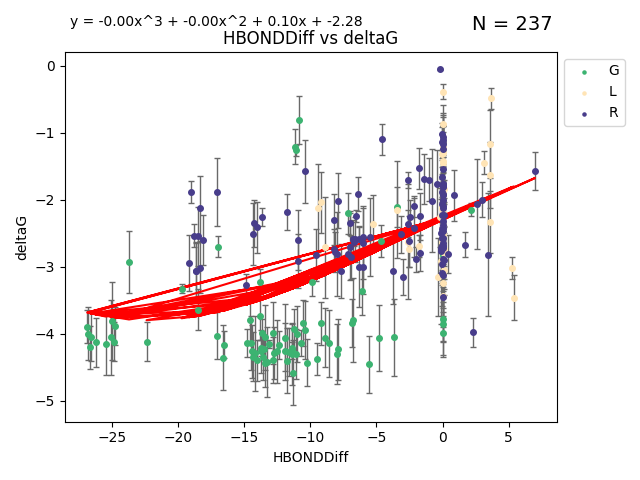 y = -0.00x^3 + -0.00x^2 + 0.10x + -2.28
N = 237
HBONDDiff vs deltaG
G
L
R
0
−1
−2
−3
−4
−5
deltaG
−25
−20
−15
−10
−5
0
5
HBONDDiff